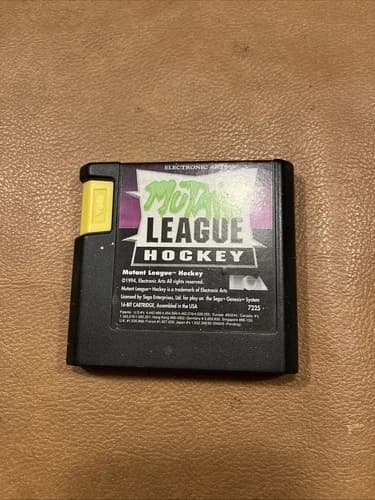 ELECTRONIC ARTS
MUTANT
LEAGUE
HOCKEY
Mutant League™ Hockey
©1994, Electronic Arts All rights reserved.
Mutant League™ Hockey is a trademark of Electronic Arts
Licensed by Sega Enterprises, Ltd. for play on the Sega™ Genesis™ System
16-BIT CARTRIDGE, Assembled in the USA
7225
Patents: U.S.